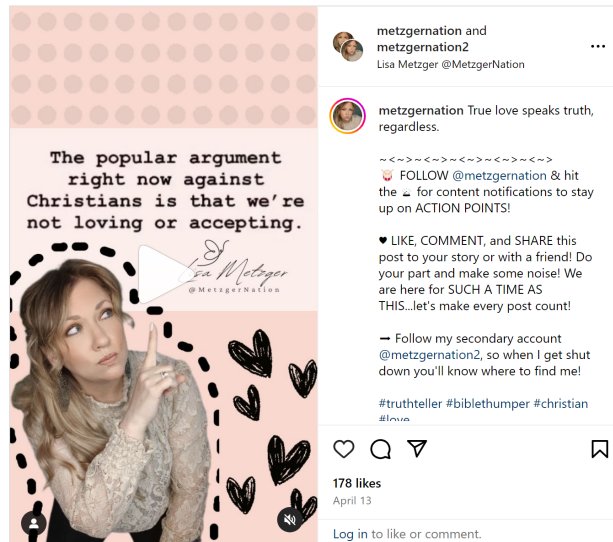 The popular argument
right now against
Christians is that we're
not loving or accepting.
Lisa Metzger
@MetzgerNation
metzgernation and
metzgernation2
Lisa Metzger @MetzgerNation
metzgernation True love speaks truth,
regardless.
~<~>~<~>~<~>~<~>~<~>
FOLLOW @metzgernation & hit
the 🛎 for content notifications to stay
up on ACTION POINTS!
♥ LIKE, COMMENT, and SHARE this
post to your story or with a friend! Do
your part and make some noise! We
are here for SUCH A TIME AS
THIS...let's make every post count!
➡ Follow my secondary account
@metzgernation2, so when I get shut
down you'll know where to find me!
#truthteller #biblethumper #christian
#love
178 likes
April 13
Log in to like or comment.